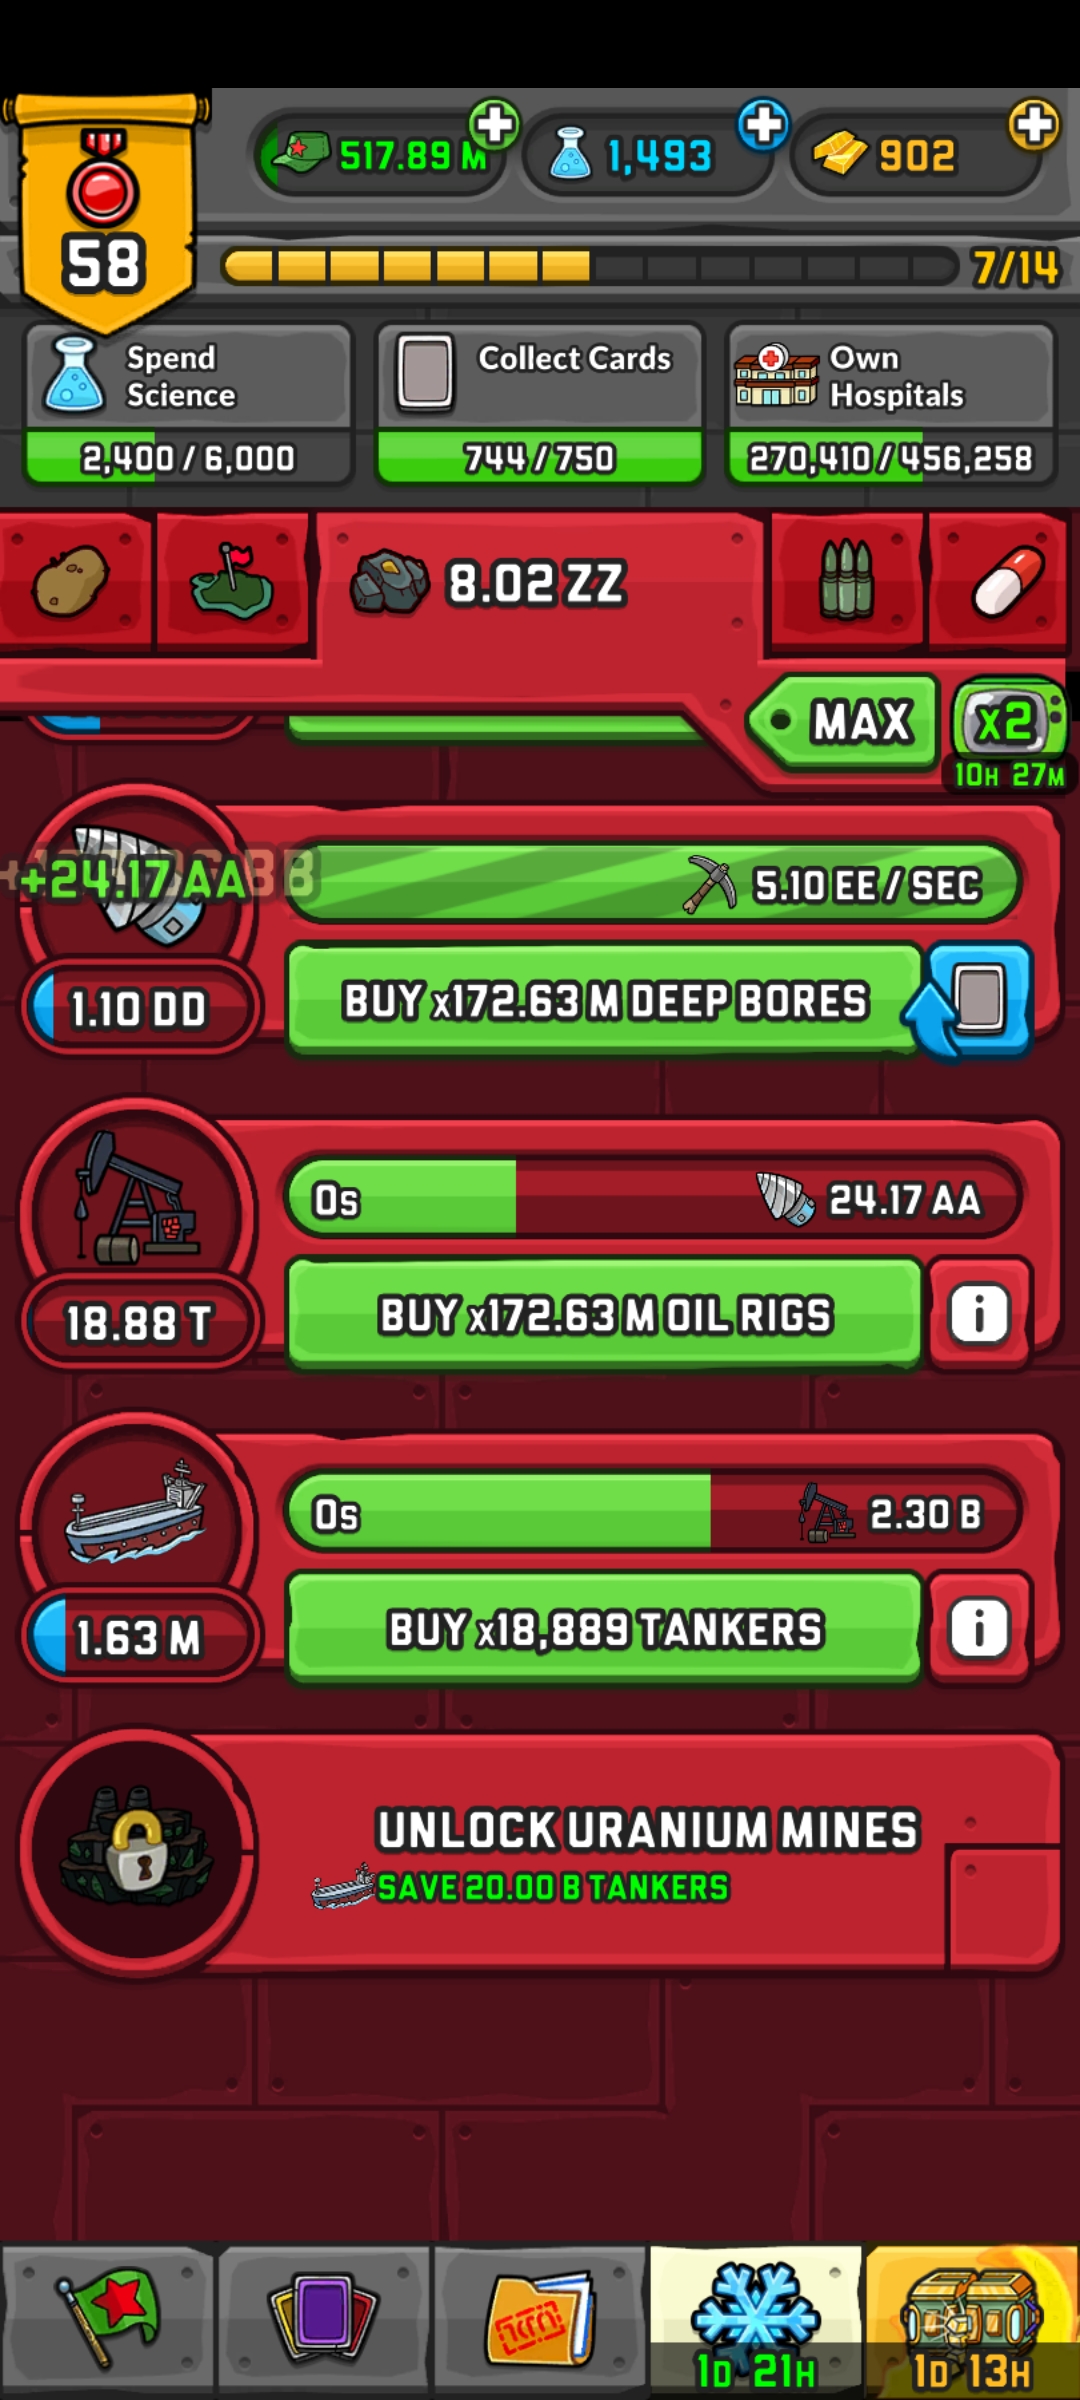 58
517.89 M
1,493
902
7/14
Spend
Science
2,400 / 6,000
Collect Cards
744 / 750
Own
Hospitals
270,410 / 456,258
8.02 ZZ
MAX
x2
10H 27M
+24.17 AA
5.10 EE / SEC
1.10 DD
BUY x172.63 M DEEP BORES
0s
24.17 AA
18.88 T
BUY x172.63 M OIL RIGS
i
0s
2.30 B
1.63 M
BUY x18,889 TANKERS
i
UNLOCK URANIUM MINES
SAVE 20.00 B TANKERS
1D 21H
1D 13H